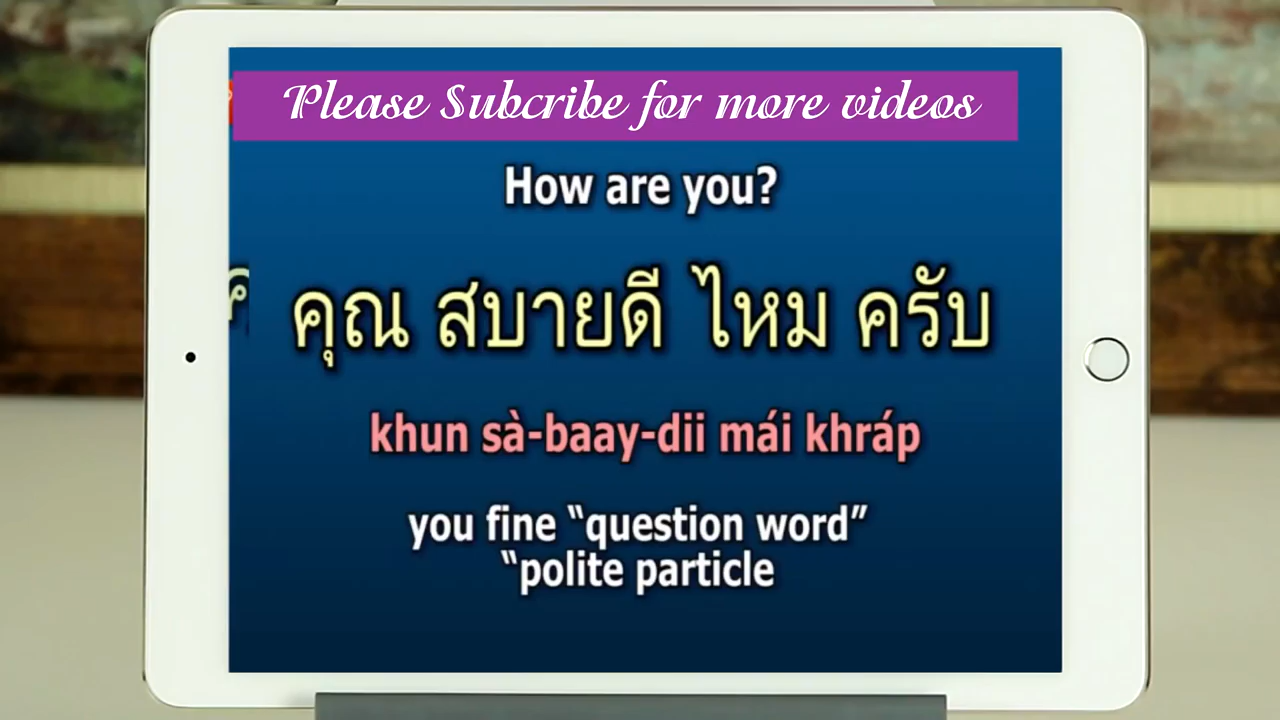 Please Subcribe for more videos
How are you?
คุณ สบายดี ไหม ครับ
khun sà-baay-dii mái khráp
you fine “question word”
“polite particle